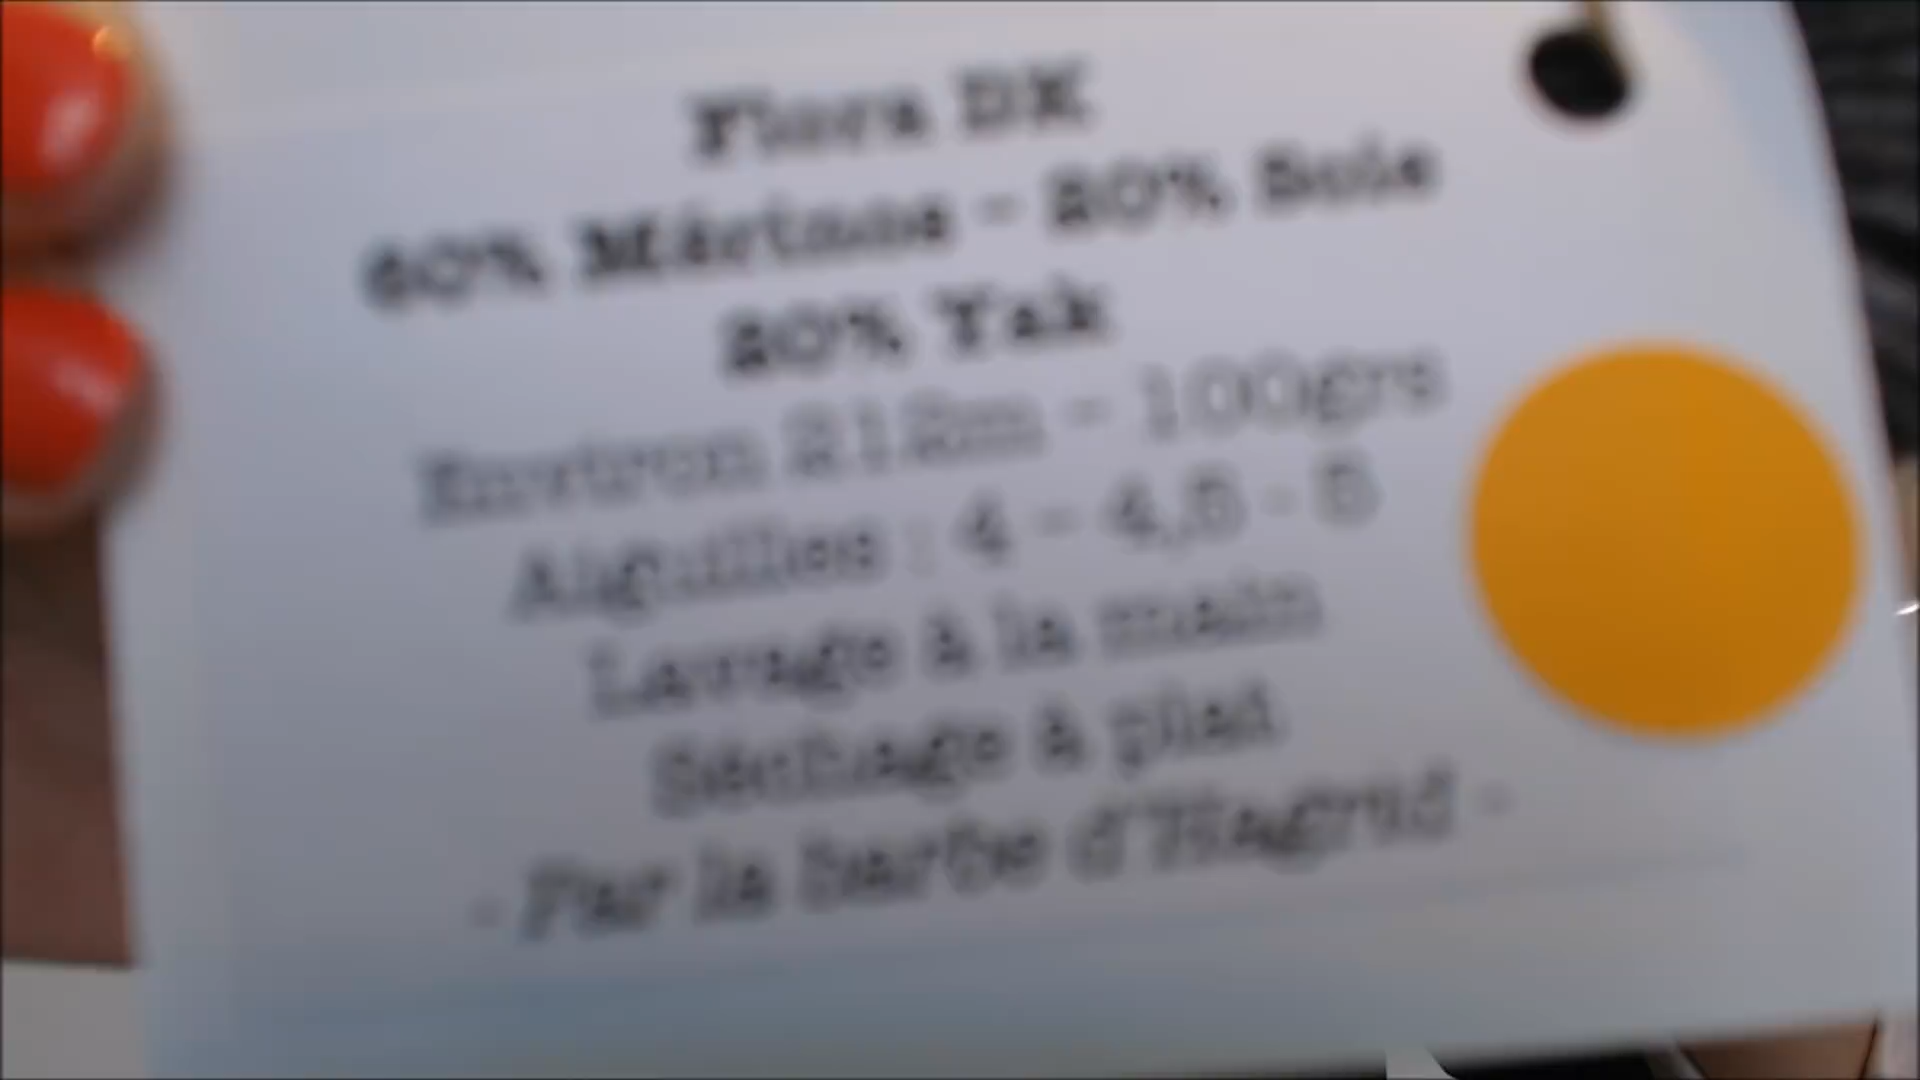 Flora DK
60% Mérinos - 20% Soie
20% Yak
Environ 212m - 100grs
Aiguilles : 4 - 4,5 - 5
Lavage à la main
Séchage à plat
- Par la barbe d'Hagrid -